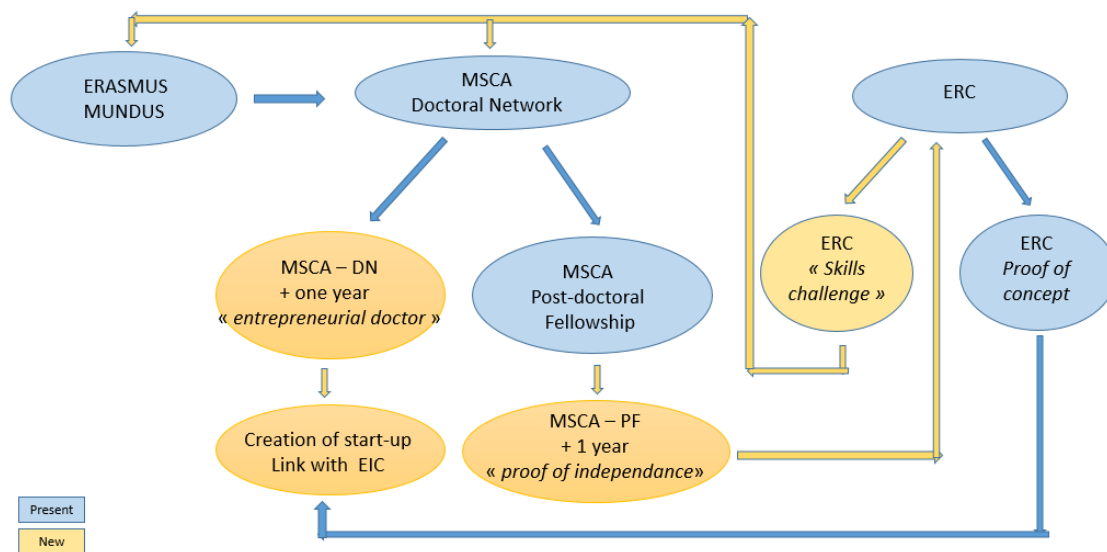 ERASMUS
MUNDUS
MSCA
Doctoral Network
ERC
MSCA – DN
+ one year
« entrepreneurial doctor »
MSCA
Post-doctoral
Fellowship
ERC
« Skills
challenge »
ERC
Proof of
concept
Creation of start-up
Link with EIC
MSCA – PF
+ 1 year
« proof of independance»
Present
New